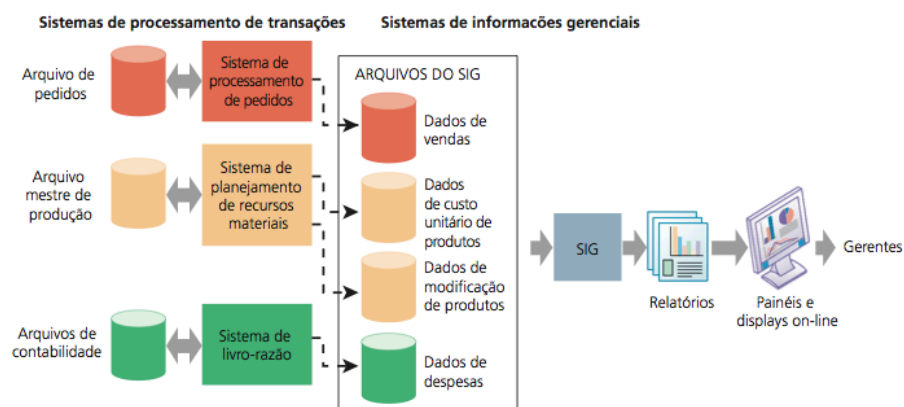 Sistemas de processamento de transações
Sistemas de informacões gerenciais
Arquivo de
pedidos
Sistema de
processamento
de pedidos
Arquivo
mestre de
produção
Sistema de
planejamento
de recursos
materiais
Arquivos de
contabilidade
Sistema de
livro-razão
ARQUIVOS DO SIG
Dados de
vendas
Dados
de custo
unitário de
produtos
Dados de
modificação
de produtos
Dados de
despesas
SIG
Relatórios
Painéis e
displays on-line
Gerentes